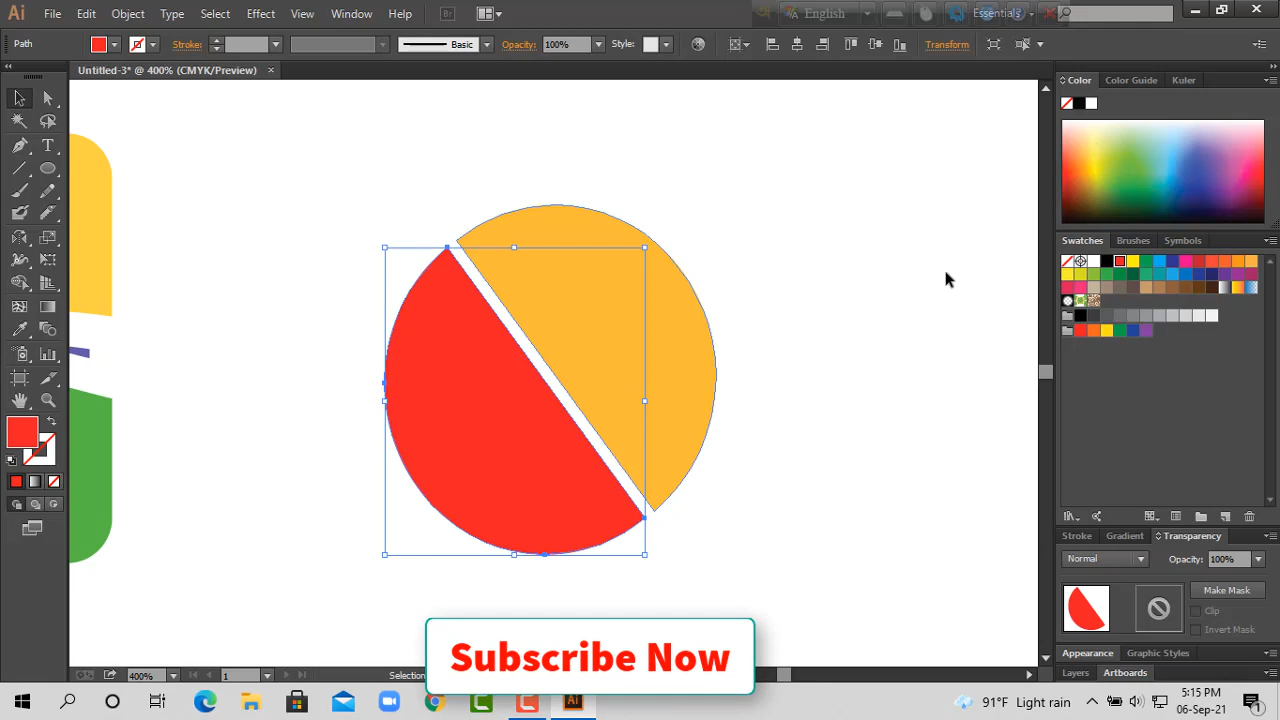 Ai File Edit Object Type Select Effect View Window Help Br English Essentials
Path Stroke: Basic Opacity: 100% Style: Transform
Untitled-3* @ 400% (CMYK/Preview)
Color Color Guide Kuler
Swatches Brushes Symbols
Stroke Gradient Transparency
Normal Opacity: 100%
Make Mask
Clip
Invert Mask
Appearance Graphic Styles
Layers Artboards
400% 1 Selection
Subscribe Now
Ai 91°F Light rain 5:15 PM
06-Sep-21